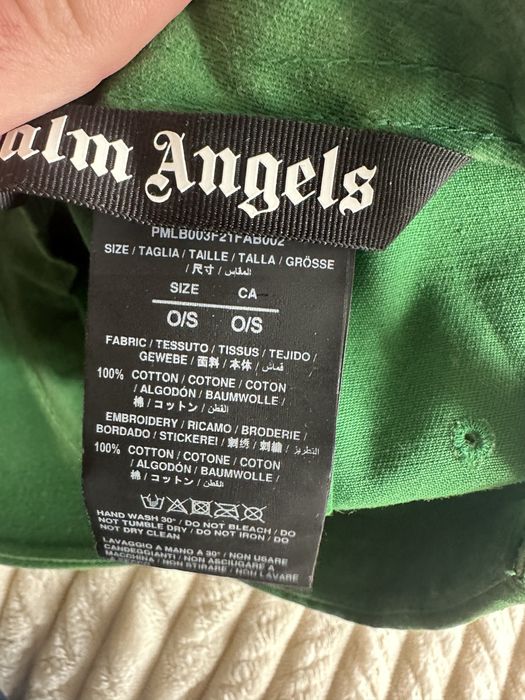 alm Angels
PMLB003F21FAB002
SIZE / TAGLIA / TAILLE / TALLA / GRÖSSE
/ 尺寸 / المقاس
SIZE CA
O/S O/S
FABRIC / TESSUTO / TISSUS / TEJIDO /
GEWEBE / 面料 / 本体 / قماش
100% COTTON / COTONE / COTON
/ ALGODÓN / BAUMWOLLE /
棉 / コットン / القطن
EMBROIDERY / RICAMO / BRODERIE /
BORDADO / STICKEREI / 刺绣 / 刺繍 / التطريز
100% COTTON / COTONE / COTON
/ ALGODÓN / BAUMWOLLE /
棉 / コットン / القطن
HAND WASH 30° / DO NOT BLEACH / DO
NOT TUMBLE DRY / DO NOT IRON / DO
NOT DRY CLEAN
LAVAGGIO A MANO A 30° / NON USARE
CANDEGGIANTI / NON ASCIUGARE A
MACCHINA / NON STIRARE / NON LAVARE
A SECCO